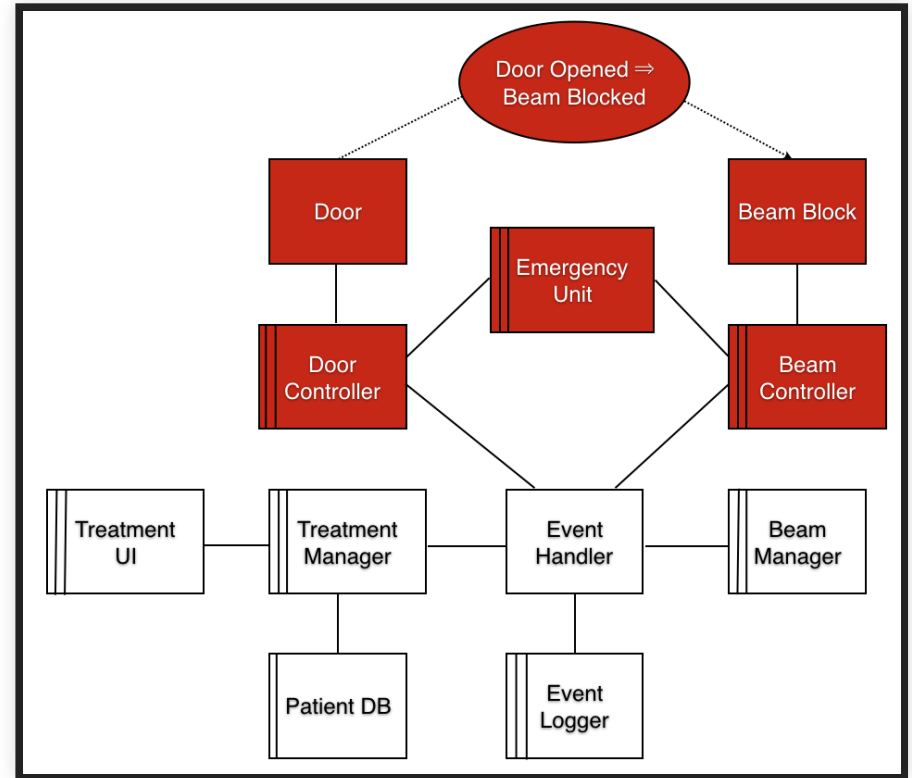 Door Opened ⇒
Beam Blocked
Door
Beam Block
Emergency
Unit
Door
Controller
Beam
Controller
Treatment
UI
Treatment
Manager
Event
Handler
Beam
Manager
Patient DB
Event
Logger